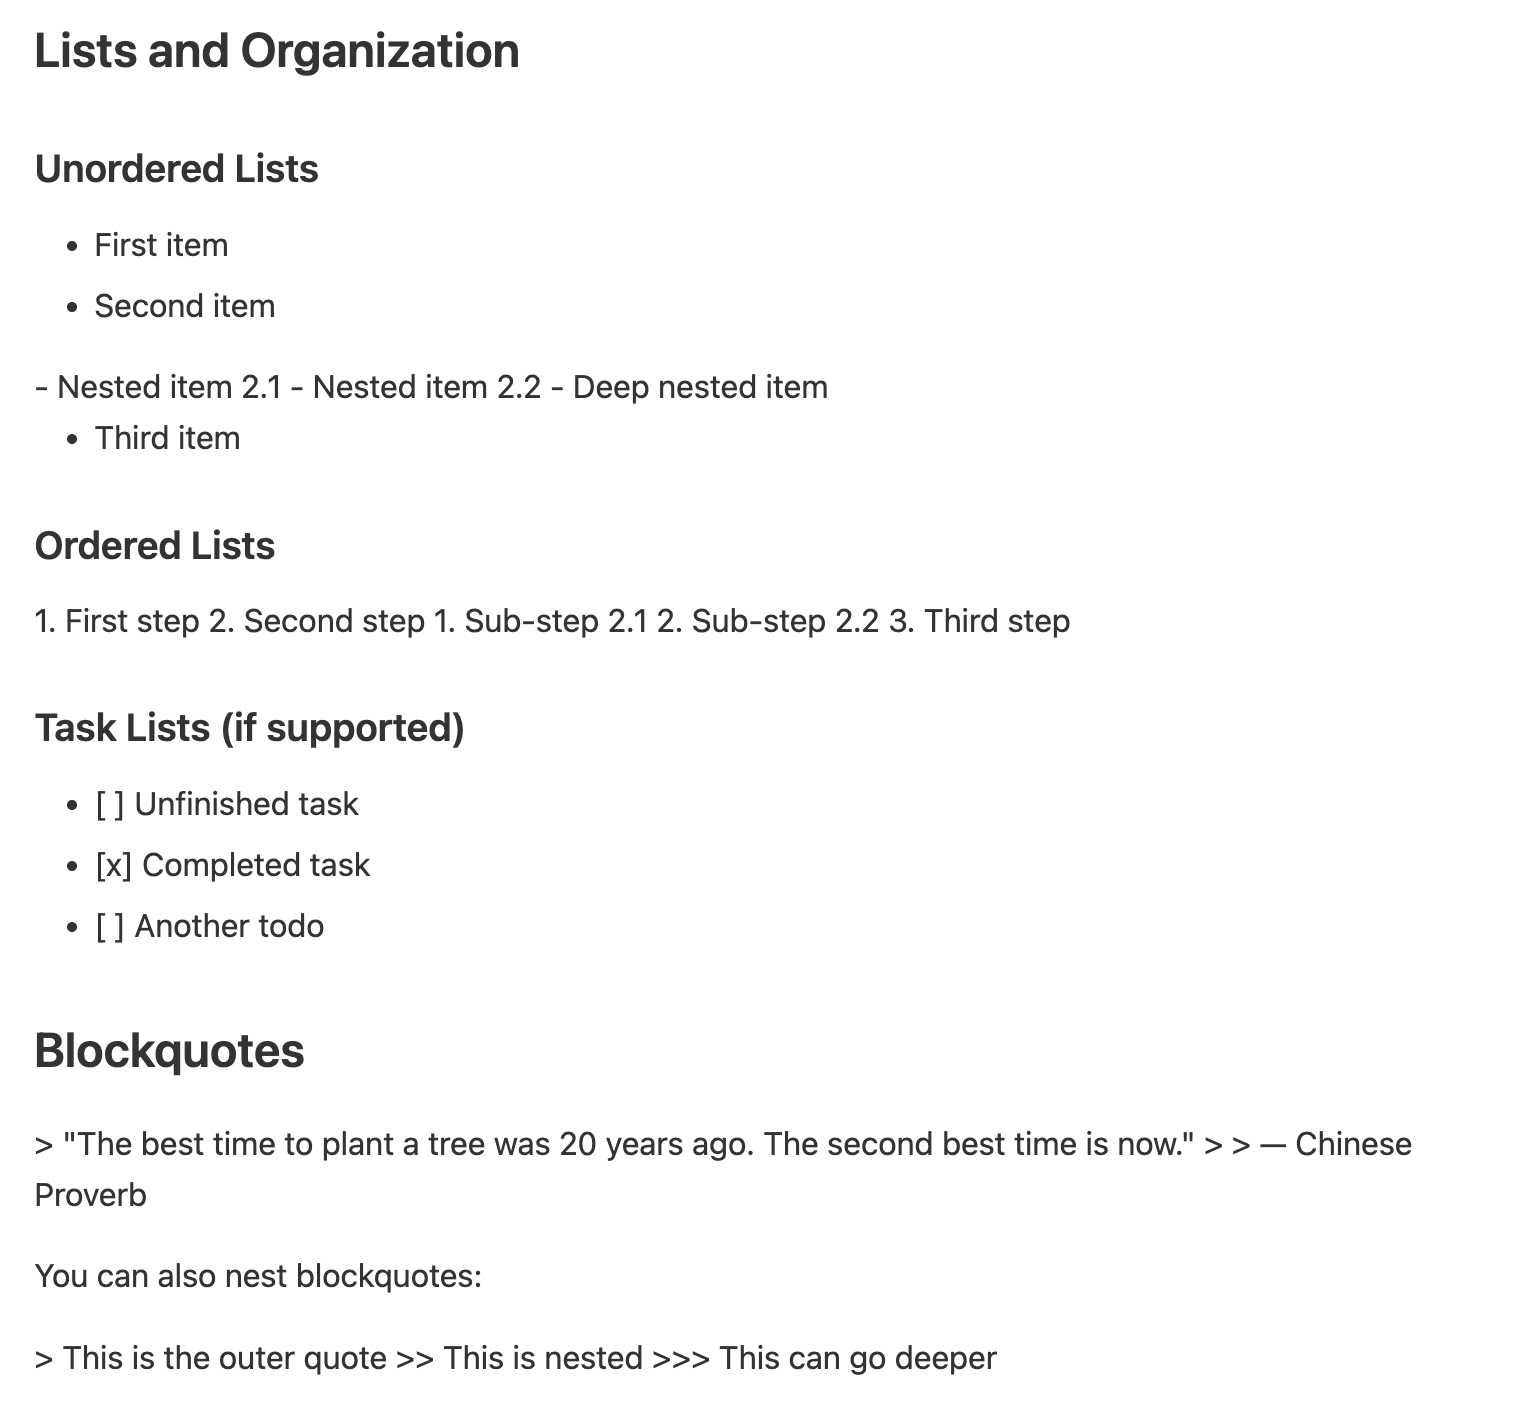 Lists and Organization
Unordered Lists
• First item
• Second item
- Nested item 2.1 - Nested item 2.2 - Deep nested item
• Third item
Ordered Lists
1. First step 2. Second step 1. Sub-step 2.1 2. Sub-step 2.2 3. Third step
Task Lists (if supported)
• [ ] Unfinished task
• [x] Completed task
• [ ] Another todo
Blockquotes
> "The best time to plant a tree was 20 years ago. The second best time is now." > > — Chinese
Proverb
You can also nest blockquotes:
> This is the outer quote >> This is nested >>> This can go deeper